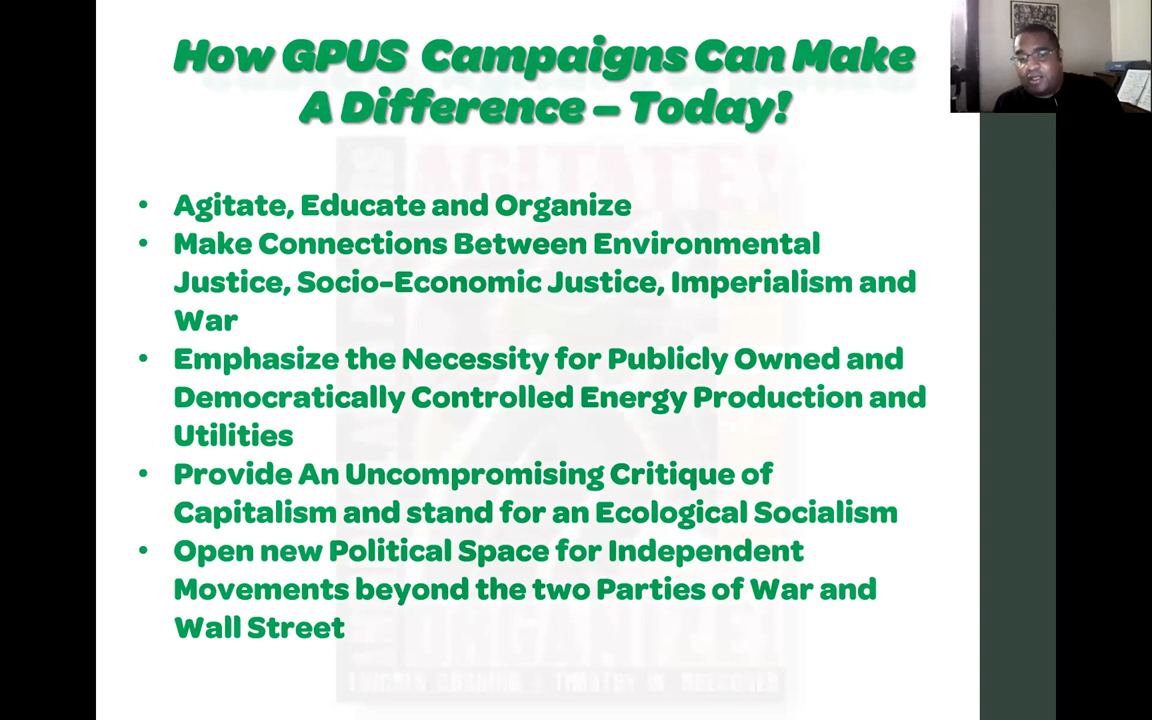 How GPUS Campaigns Can Make
A Difference – Today!
• Agitate, Educate and Organize
• Make Connections Between Environmental
Justice, Socio-Economic Justice, Imperialism and
War
• Emphasize the Necessity for Publicly Owned and
Democratically Controlled Energy Production and
Utilities
• Provide An Uncompromising Critique of
Capitalism and stand for an Ecological Socialism
• Open new Political Space for Independent
Movements beyond the two Parties of War and
Wall Street
AGITATE!
ORGANIZE!